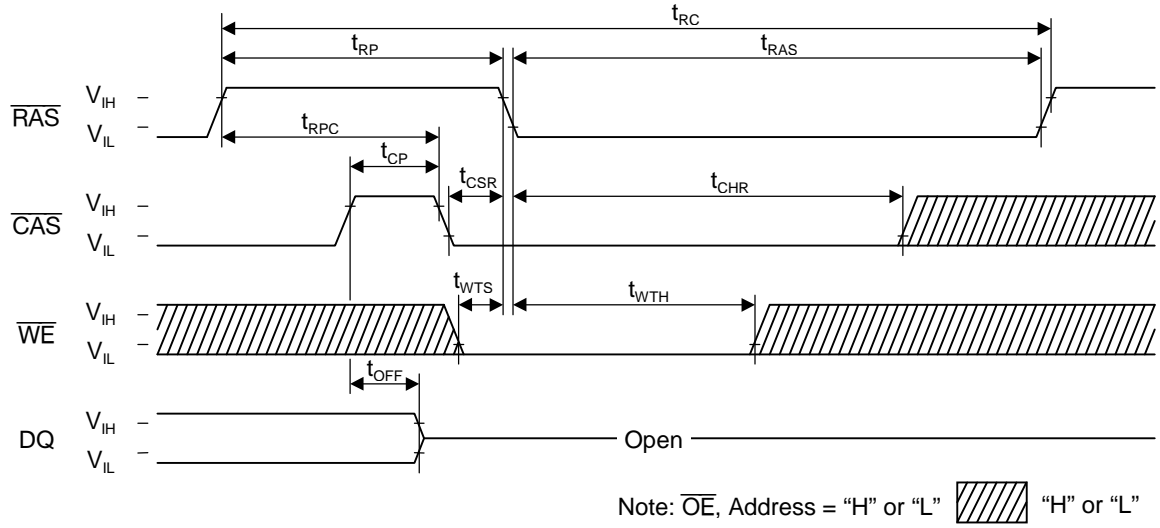 tRC
tRP
tRAS
RAS
VIH
VIL
tRPC
tCP
tCSR
tCHR
CAS
VIH
VIL
tWTS
tWTH
WE
VIH
VIL
tOFF
DQ
VIH
VIL
Open
Note: OE, Address = “H” or “L”
“H” or “L”